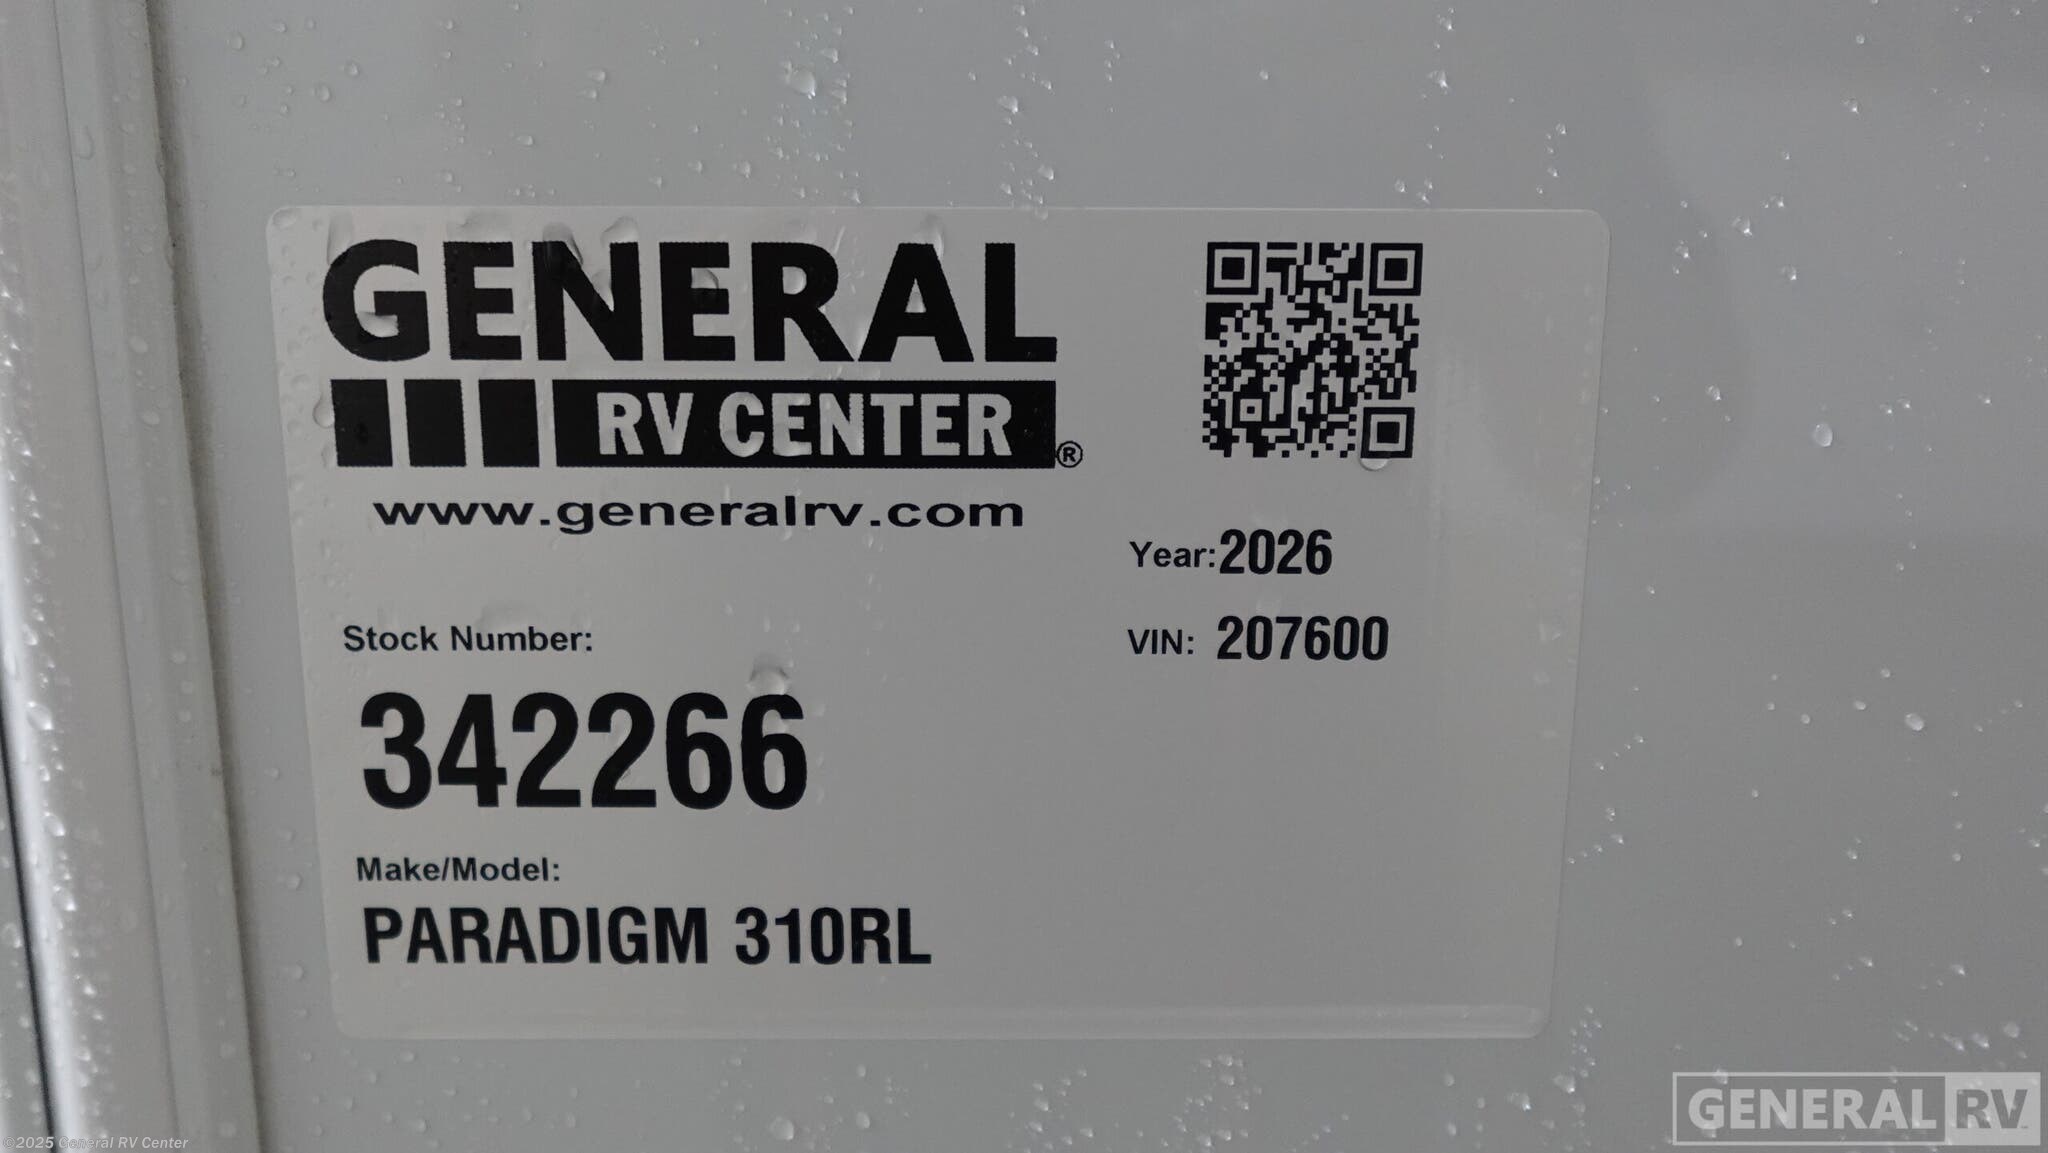 GENERAL
RV CENTER®
www.generalrv.com
Year: 2026
Stock Number:
VIN: 207600
342266
Make/Model:
PARADIGM 310RL
GENERAL RV
©2025 General RV Center